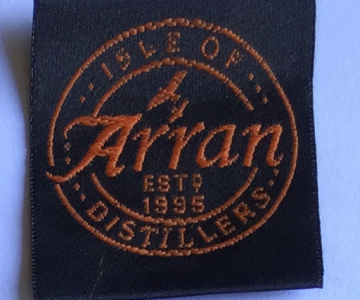 ISLE OF
Arran
ESTD
1995
DISTILLERS